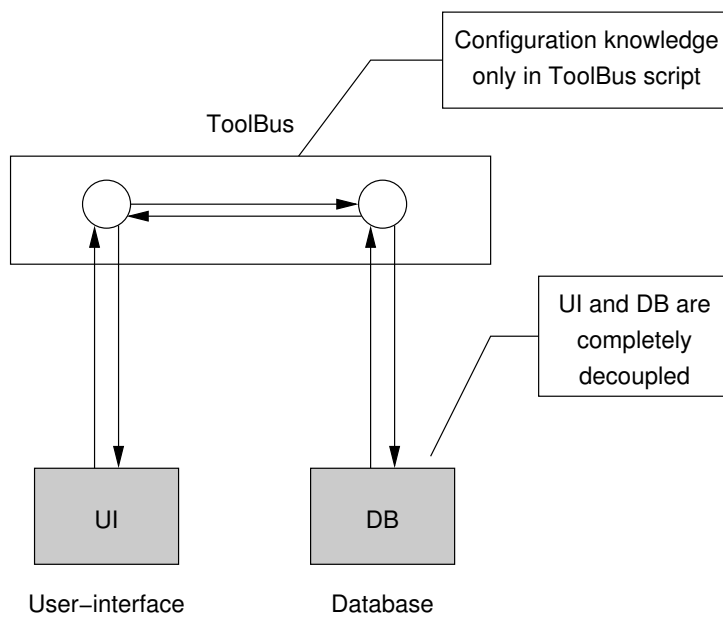 Configuration knowledge
only in ToolBus script
ToolBus
UI and DB are
completely
decoupled
UI
DB
User-interface
Database